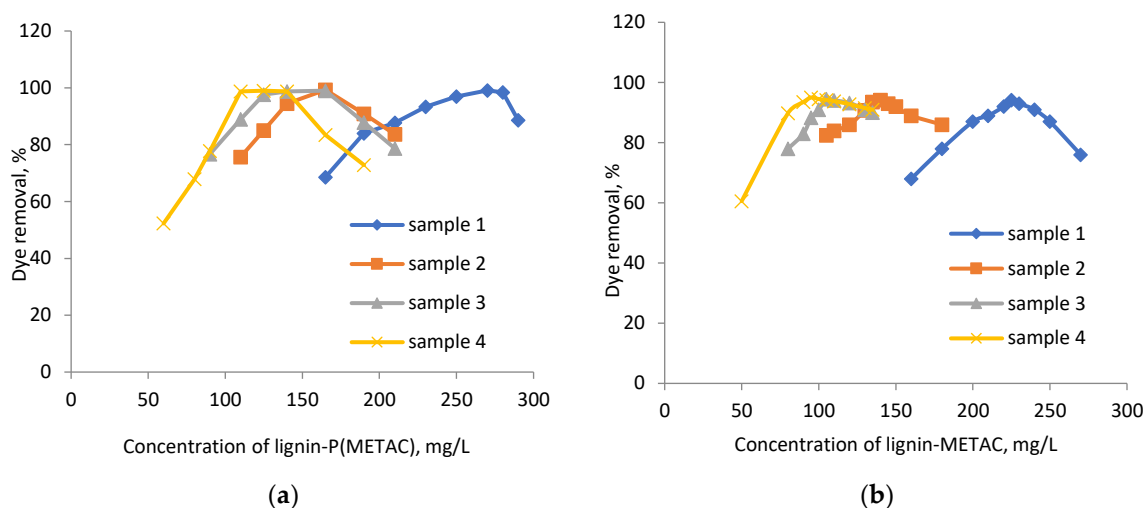 120
100
80
60
40
20
0
Dye removal, %
sample 1
sample 2
sample 3
sample 4
0 50 100 150 200 250 300
Concentration of lignin-P(METAC), mg/L
(a)
120
100
80
60
40
20
0
Dye removal, %
sample 1
sample 2
sample 3
sample 4
0 50 100 150 200 250 300
Concentration of lignin-METAC, mg/L
(b)